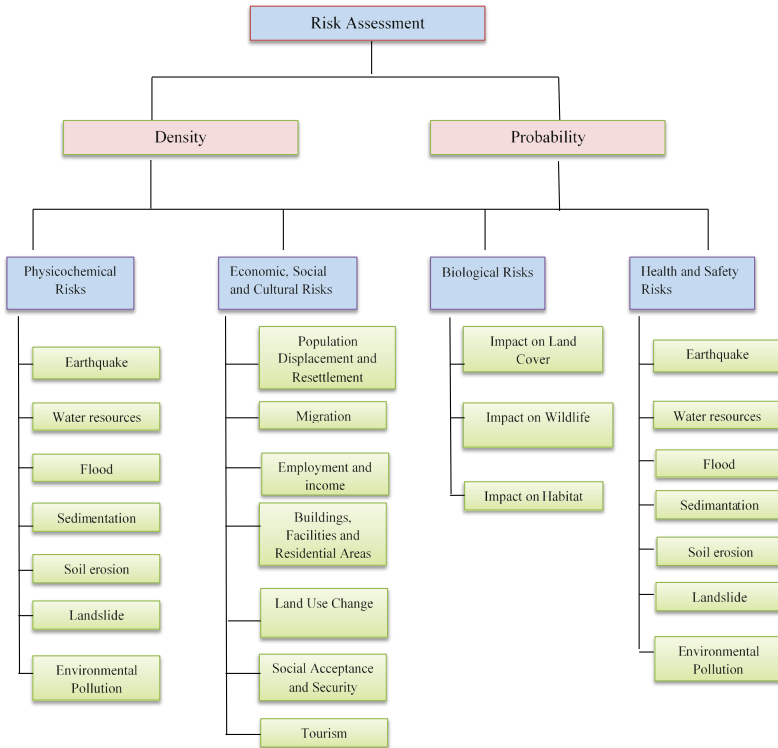 Risk Assessment
Density
Probability
Physicochemical
Risks
Earthquake
Water resources
Flood
Sedimentation
Soil erosion
Landslide
Environmental
Pollution
Economic, Social
and Cultural Risks
Population
Displacement and
Resettlement
Migration
Employment and
income
Buildings,
Facilities and
Residential Areas
Land Use Change
Social Acceptance
and Security
Tourism
Biological Risks
Impact on Land
Cover
Impact on Wildlife
Impact on Habitat
Health and Safety
Risks
Earthquake
Water resources
Flood
Sedimantation
Soil erosion
Landslide
Environmental
Pollution